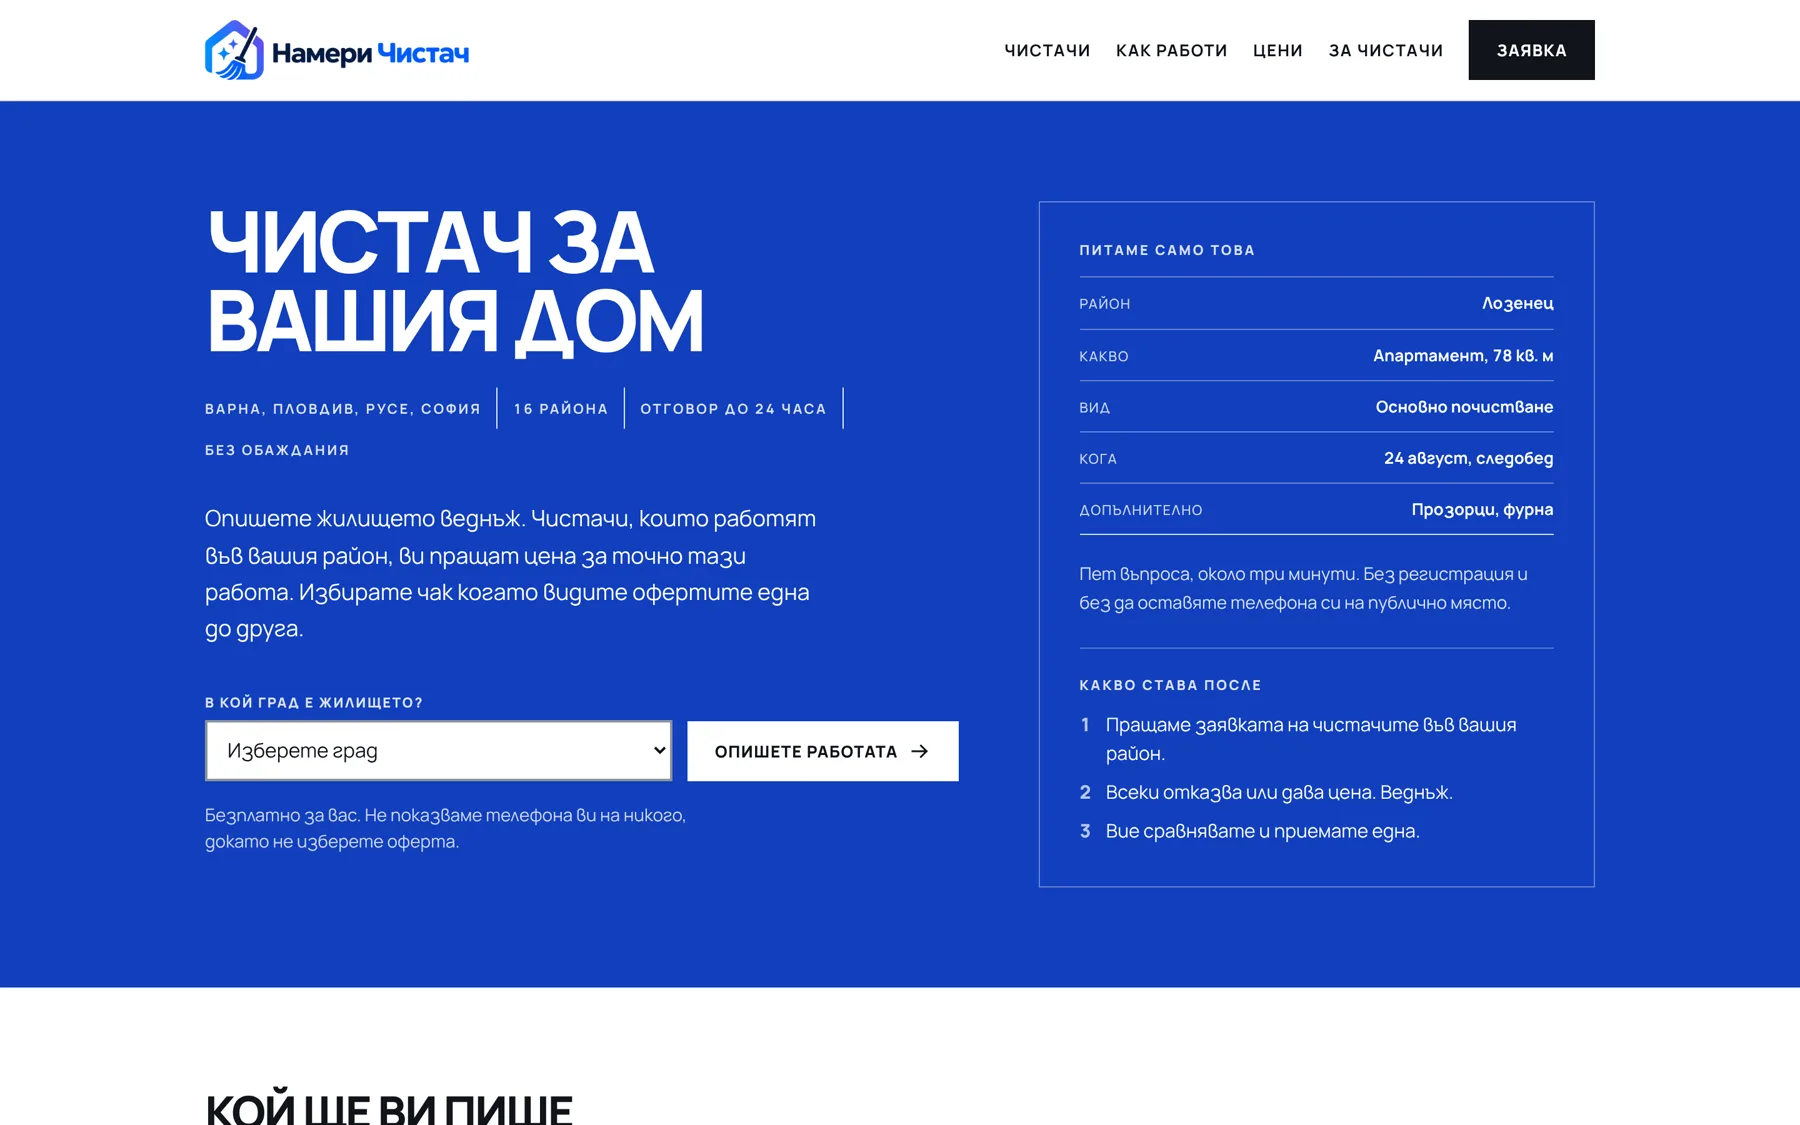 Намери Чистач
ЧИСТАЧИ
КАК РАБОТИ
ЦЕНИ
ЗА ЧИСТАЧИ
ЗАЯВКА
ЧИСТАЧ ЗА
ВАШИЯ ДОМ
ВАРНА, ПЛОВДИВ, РУСЕ, СОФИЯ
16 РАЙОНА
ОТГОВОР ДО 24 ЧАСА
БЕЗ ОБАЖДАНИЯ
Опишете жилището веднъж. Чистачи, които работят
във вашия район, ви пращат цена за точно тази
работа. Избирате чак когато видите офертите една
до друга.
В КОЙ ГРАД Е ЖИЛИЩЕТО?
Изберете град
ОПИШЕТЕ РАБОТАТА →
Безплатно за вас. Не показваме телефона ви на никого,
докато не изберете оферта.
ПИТАМЕ САМО ТОВА
РАЙОН Лозенец
КАКВО Апартамент, 78 кв. м
ВИД Основно почистване
КОГА 24 август, следобед
ДОПЪЛНИТЕЛНО Прозорци, фурна
Пет въпроса, около три минути. Без регистрация и
без да оставяте телефона си на публично място.
КАКВО СТАВА ПОСЛЕ
1 Пращаме заявката на чистачите във вашия
район.
2 Всеки отказва или дава цена. Веднъж.
3 Вие сравнявате и приемате една.
КОЙ ЩЕ ВИ ПИШЕ